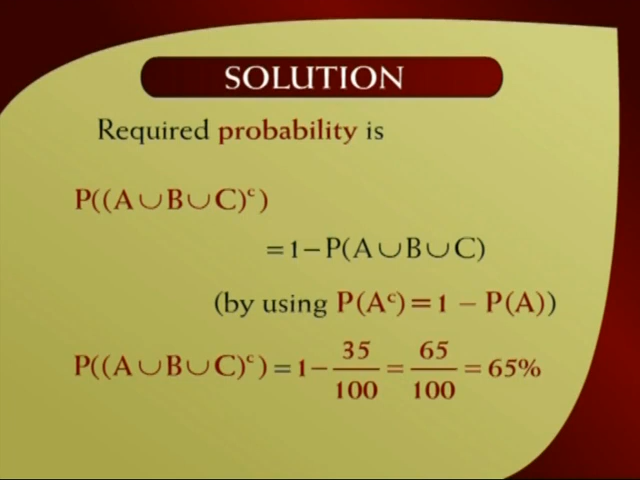 SOLUTION
Required probability is
P((A∪B∪C)ᶜ)
=1−P(A∪B∪C)
(by using P(Aᶜ)=1 − P(A))
P((A∪B∪C)ᶜ)=1−35/100=65/100=65%